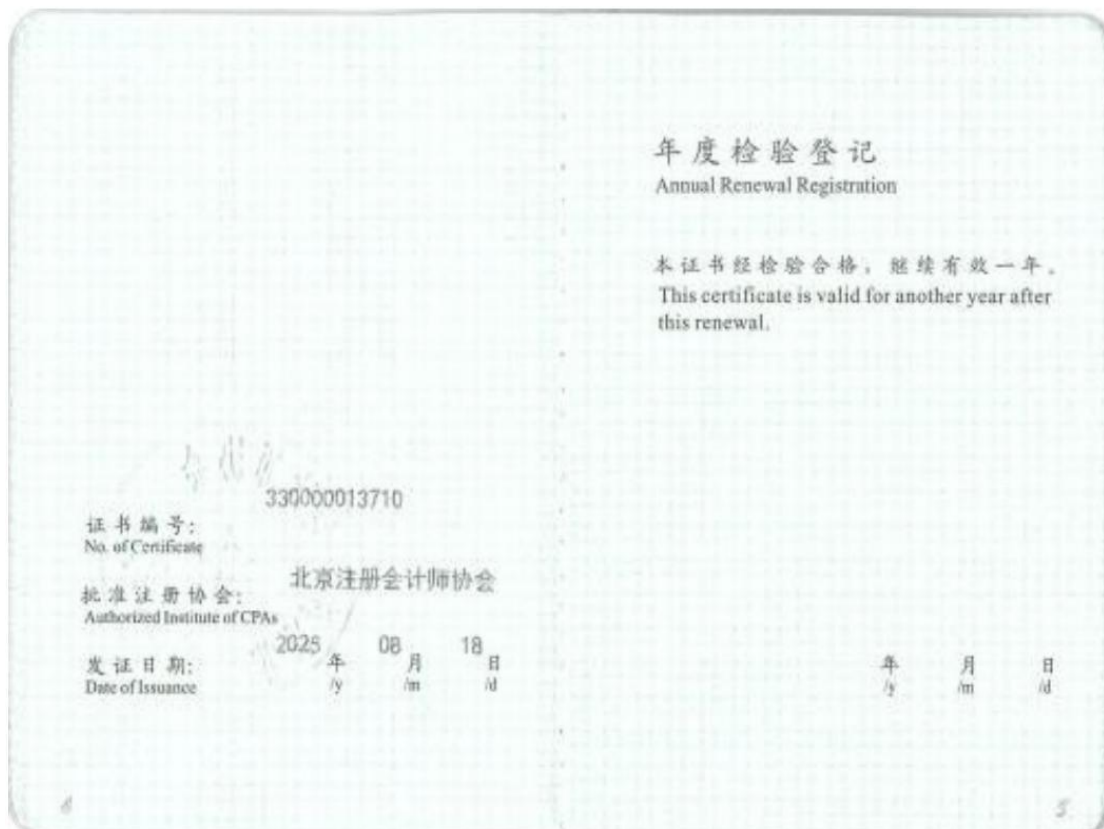 330000013710
证书编号:
No. of Certificate
北京注册会计师协会
批准注册协会:
Authorized Institute of CPAs
2025 08 18
发证日期: 年 月 日
Date of Issuance /y /m /d
年度检验登记
Annual Renewal Registration
本证书经检验合格，继续有效一年。
This certificate is valid for another year after
this renewal.
年 月 日
/y /m /d
5